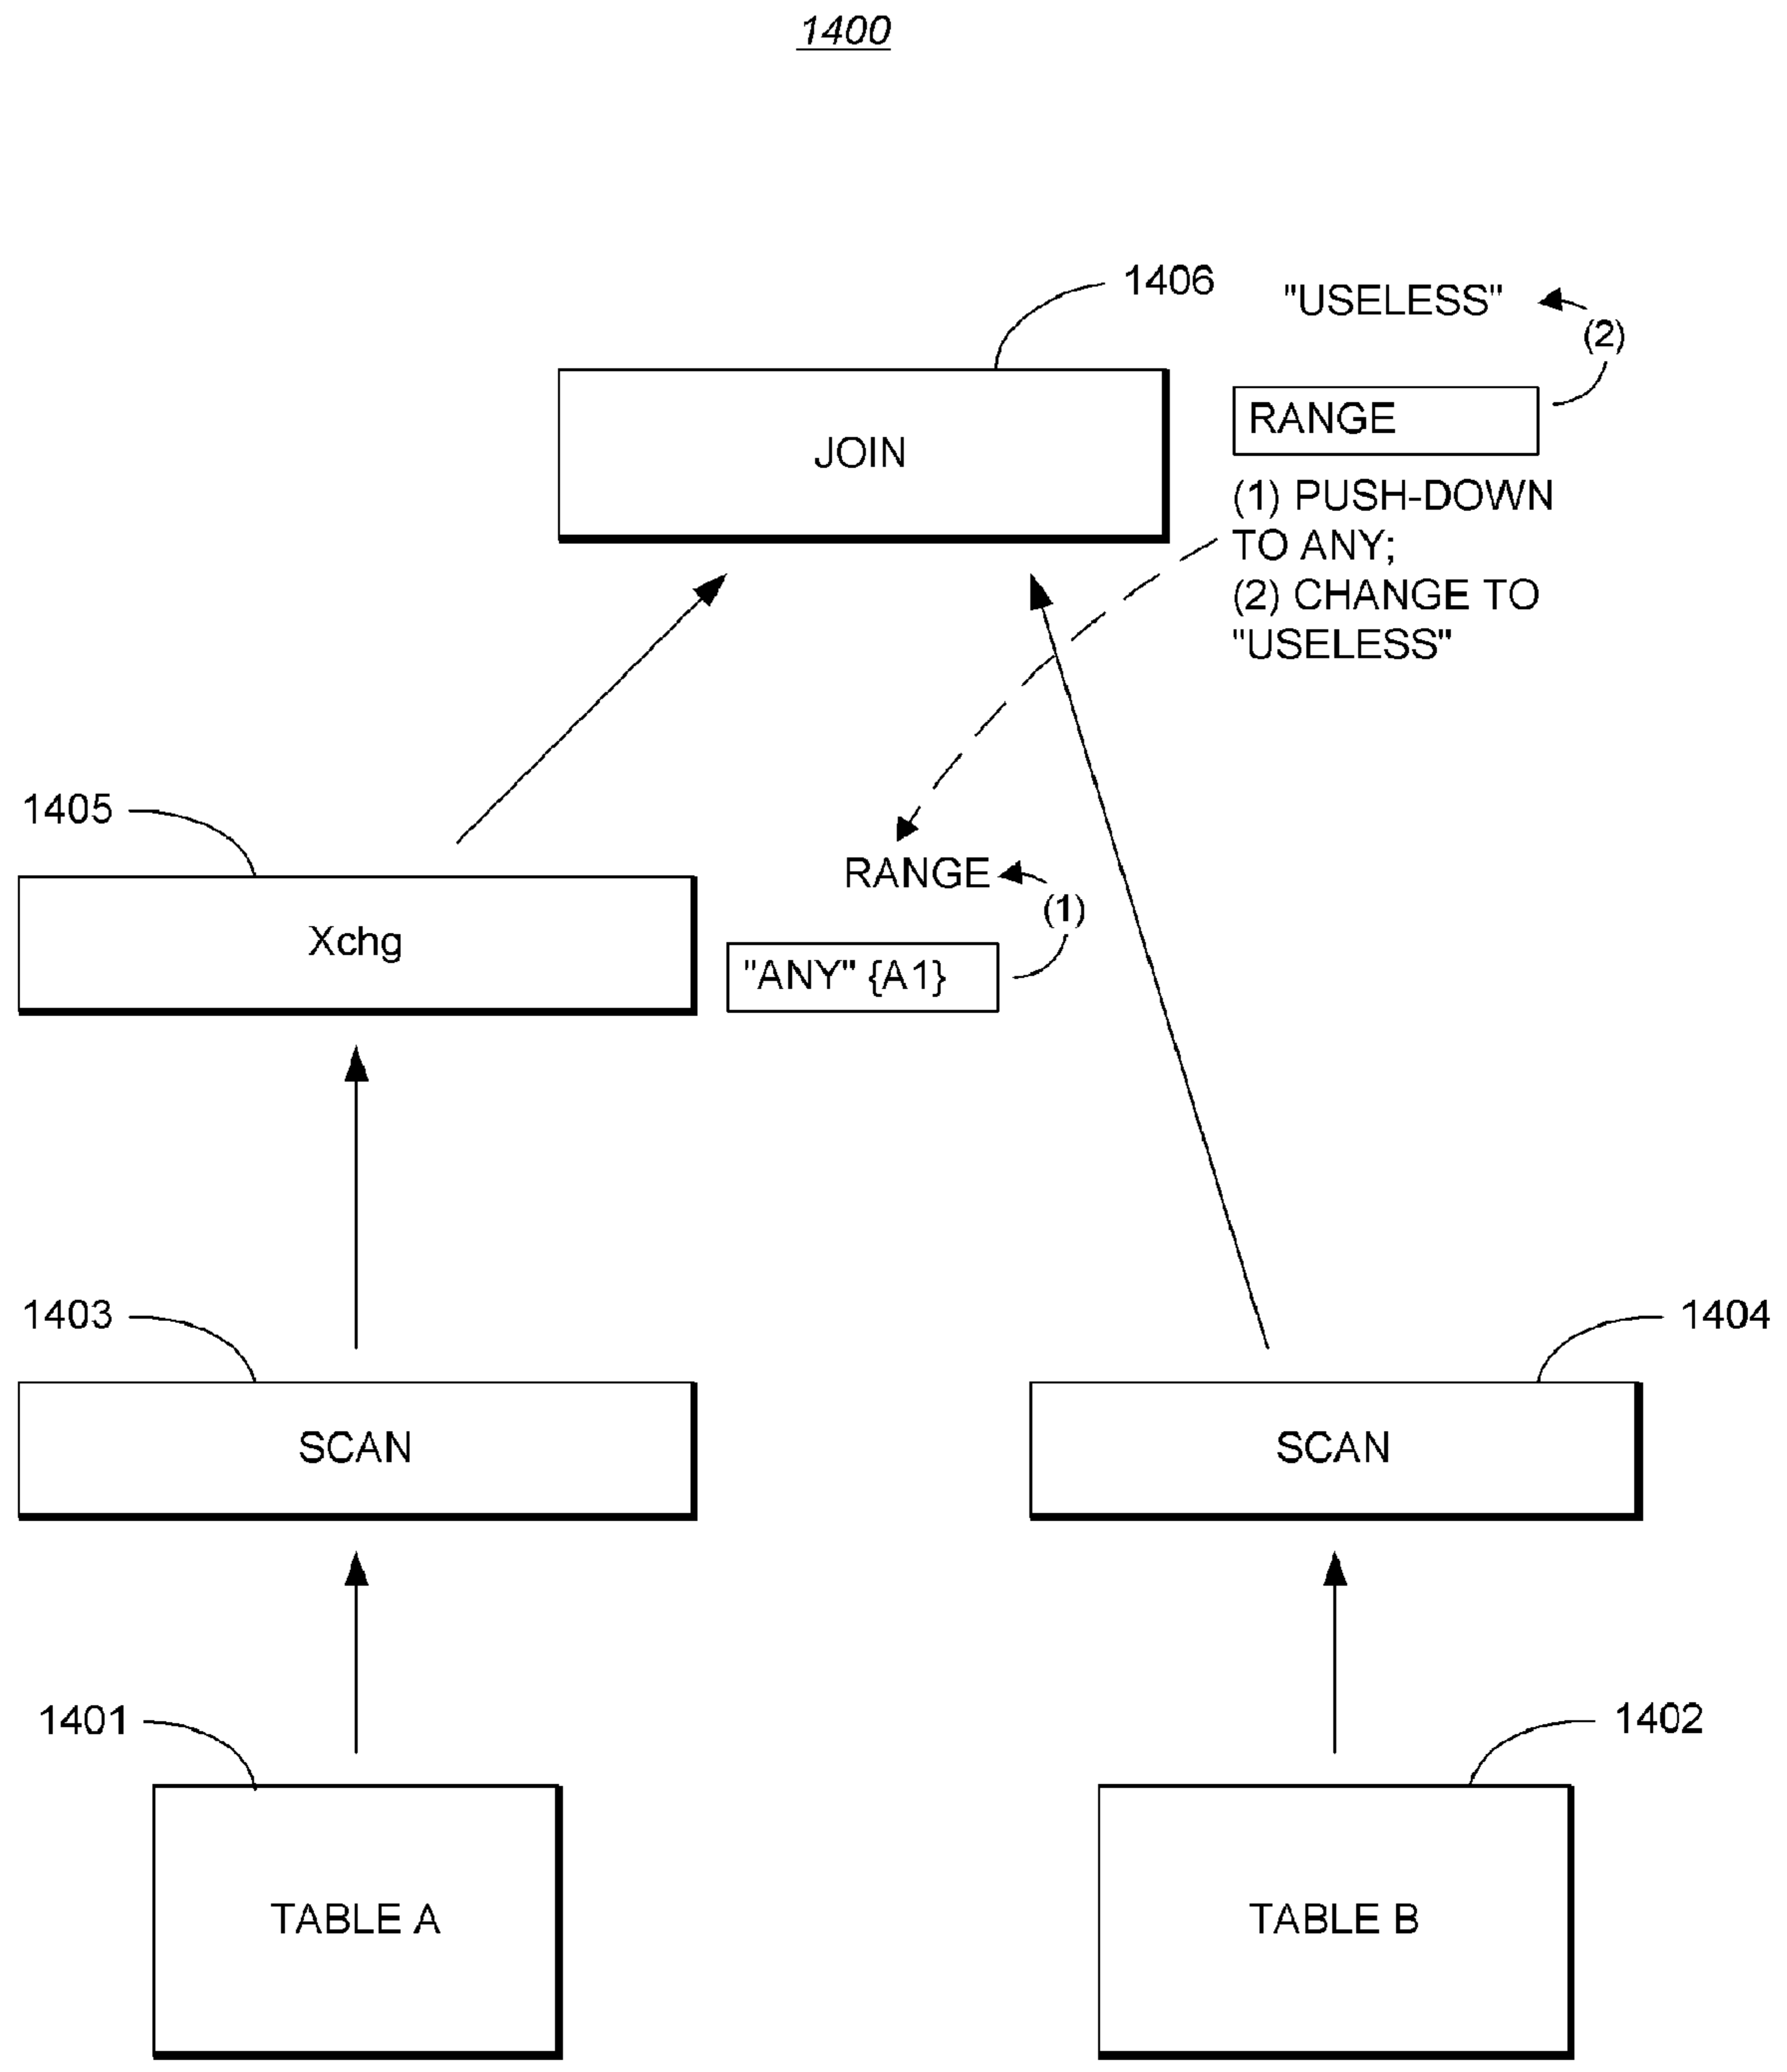 1400
1406
"USELESS"
(2)
RANGE
JOIN
(1) PUSH-DOWN
TO ANY;
(2) CHANGE TO
"USELESS"
1405
RANGE
(1)
Xchg
"ANY" {A1}
1403
1404
SCAN
SCAN
1401
1402
TABLE A
TABLE B